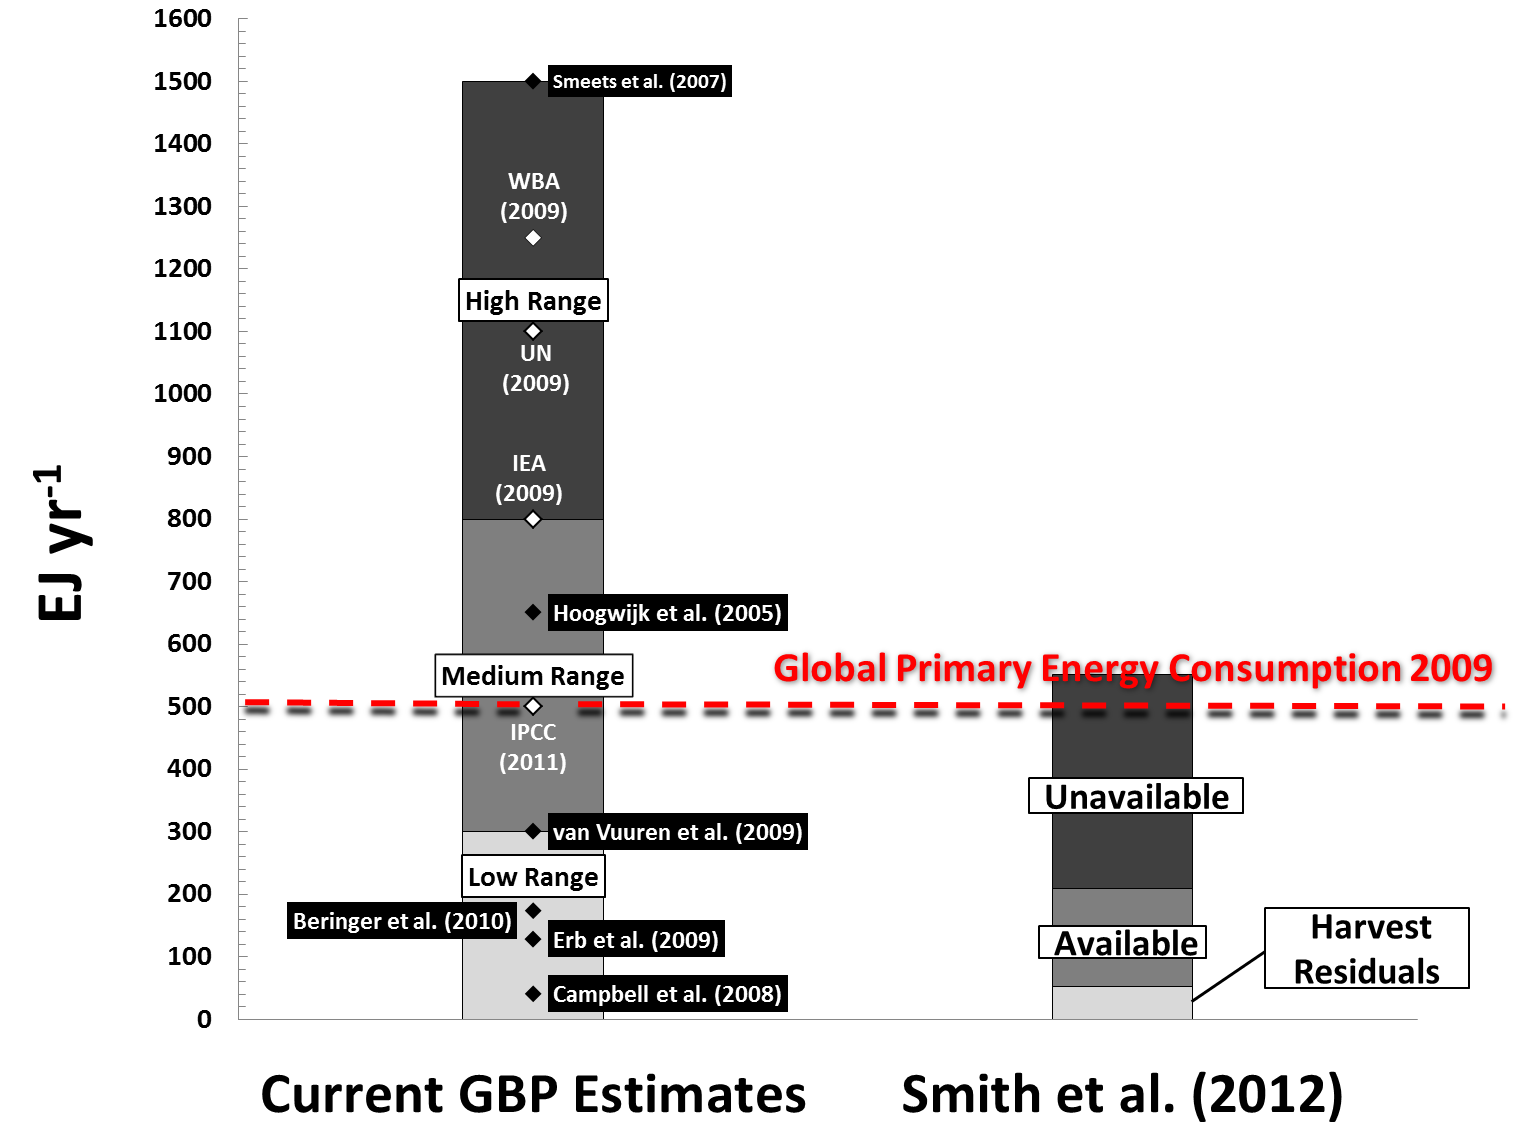 1600
1500
1400
1300
1200
1100
1000
900
800
700
600
500
400
300
200
100
0
EJ yr-1
Smeets et al. (2007)
WBA
(2009)
High Range
UN
(2009)
IEA
(2009)
Hoogwijk et al. (2005)
Medium Range
IPCC
(2011)
van Vuuren et al. (2009)
Low Range
Beringer et al. (2010)
Erb et al. (2009)
Campbell et al. (2008)
Global Primary Energy Consumption 2009
Unavailable
Available
Harvest
Residuals
Current GBP Estimates
Smith et al. (2012)